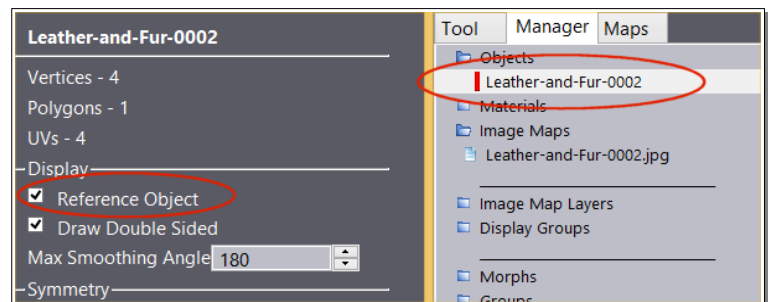 Leather-and-Fur-0002
Vertices - 4
Polygons - 1
UVs - 4
Display
Reference Object
Draw Double Sided
Max Smoothing Angle 180
Symmetry
Tool Manager Maps
Objects
Leather-and-Fur-0002
Materials
Image Maps
Leather-and-Fur-0002.jpg
Image Map Layers
Display Groups
Morphs
Groups